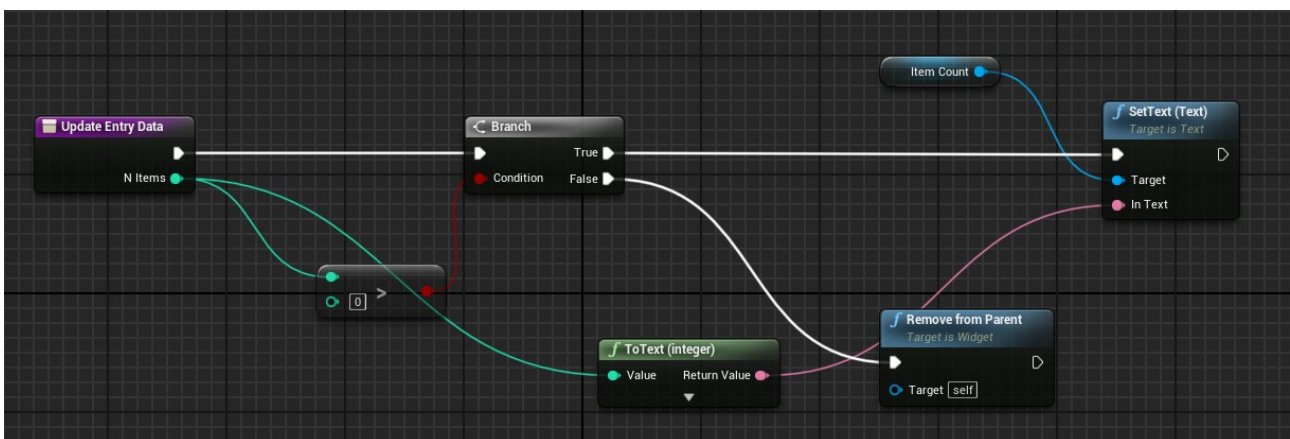 Item Count
SetText (Text)
Target is Text
Target
In Text
Update Entry Data
N Items
Branch
True
Condition
False
0
>
ToText (integer)
Value
Return Value
Remove from Parent
Target is Widget
Target
self